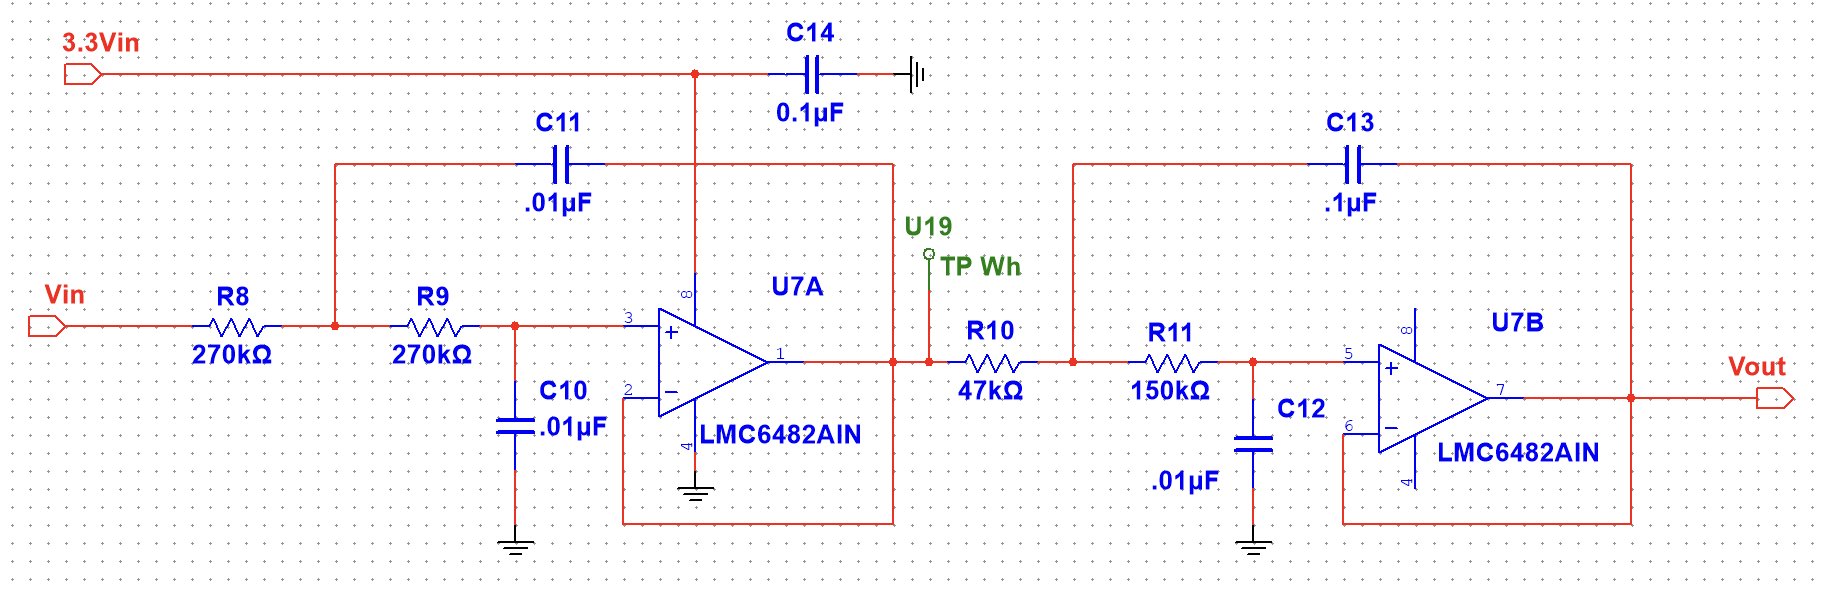 3.3Vin
C14
0.1µF
C11
.01µF
C13
.1µF
U19
TP Wh
Vin
R8
270kΩ
R9
270kΩ
C10
.01µF
3
2
8
4
1
U7A
LMC6482AIN
R10
47kΩ
R11
150kΩ
C12
.01µF
5
6
8
4
7
U7B
LMC6482AIN
Vout